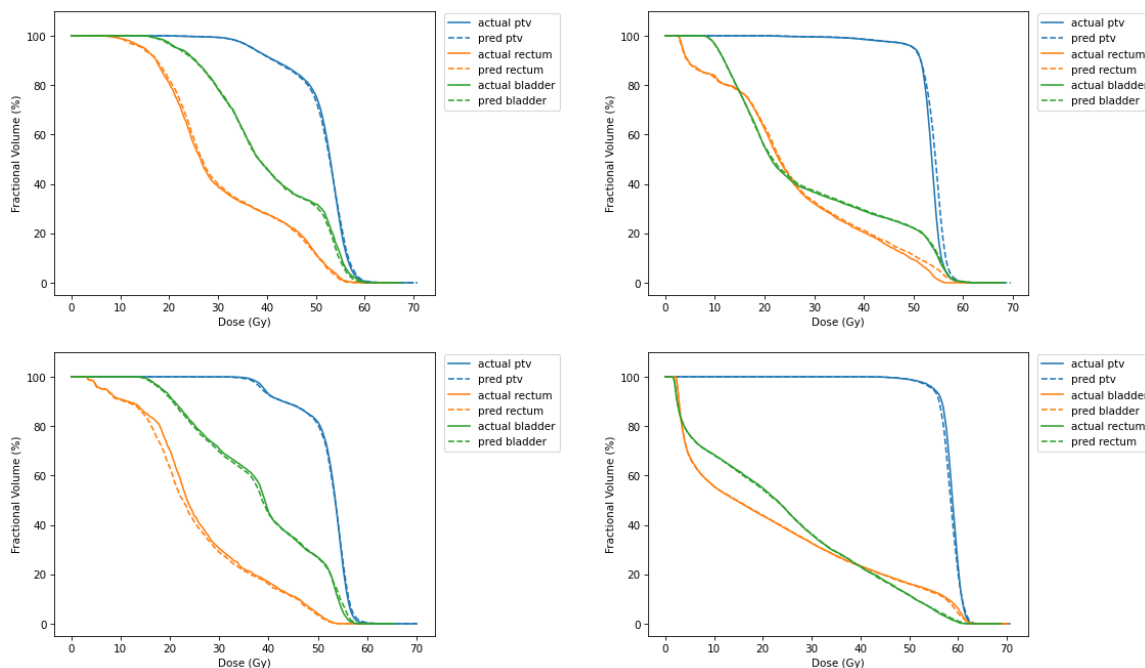 100
80
60
40
20
0
Fractional Volume (%)
0 10 20 30 40 50 60 70
Dose (Gy)
actual ptv
pred ptv
actual rectum
pred rectum
actual bladder
pred bladder
100
80
60
40
20
0
Fractional Volume (%)
0 10 20 30 40 50 60 70
Dose (Gy)
actual ptv
pred ptv
actual rectum
pred rectum
actual bladder
pred bladder
100
80
60
40
20
0
Fractional Volume (%)
0 10 20 30 40 50 60 70
Dose (Gy)
actual ptv
pred ptv
actual rectum
pred rectum
actual bladder
pred bladder
100
80
60
40
20
0
Fractional Volume (%)
0 10 20 30 40 50 60 70
Dose (Gy)
actual ptv
pred ptv
actual bladder
pred bladder
actual rectum
pred rectum